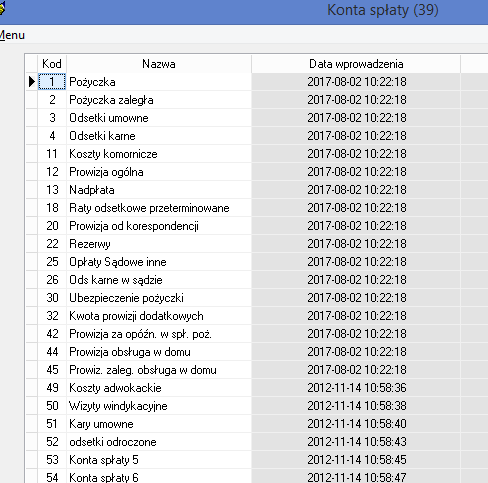 Konta spłaty (39)
Menu
Kod Nazwa Data wprowadzenia
1 Pożyczka 2017-08-02 10:22:18
2 Pożyczka zaległa 2017-08-02 10:22:18
3 Odsetki umowne 2017-08-02 10:22:18
4 Odsetki karne 2017-08-02 10:22:18
11 Koszty komornicze 2017-08-02 10:22:18
12 Prowizja ogólna 2017-08-02 10:22:18
13 Nadpłata 2017-08-02 10:22:18
18 Raty odsetkowe przeterminowane 2017-08-02 10:22:18
20 Prowizja od korespondencji 2017-08-02 10:22:18
22 Rezerwy 2017-08-02 10:22:18
25 Opłaty Sądowe inne 2017-08-02 10:22:18
26 Ods karne w sądzie 2017-08-02 10:22:18
30 Ubezpieczenie pożyczki 2017-08-02 10:22:18
32 Kwota prowizji dodatkowych 2017-08-02 10:22:18
42 Prowizja za opóźn. w spł. poż. 2017-08-02 10:22:18
44 Prowizja obsługa w domu 2017-08-02 10:22:18
45 Prowiz. zaleg. obsługa w domu 2017-08-02 10:22:18
49 Koszty adwokackie 2012-11-14 10:58:36
50 Wizyty windykacyjne 2012-11-14 10:58:38
51 Kary umowne 2012-11-14 10:58:40
52 odsetki odroczone 2012-11-14 10:58:43
53 Konta spłaty 5 2012-11-14 10:58:45
54 Konta spłaty 6 2012-11-14 10:58:47